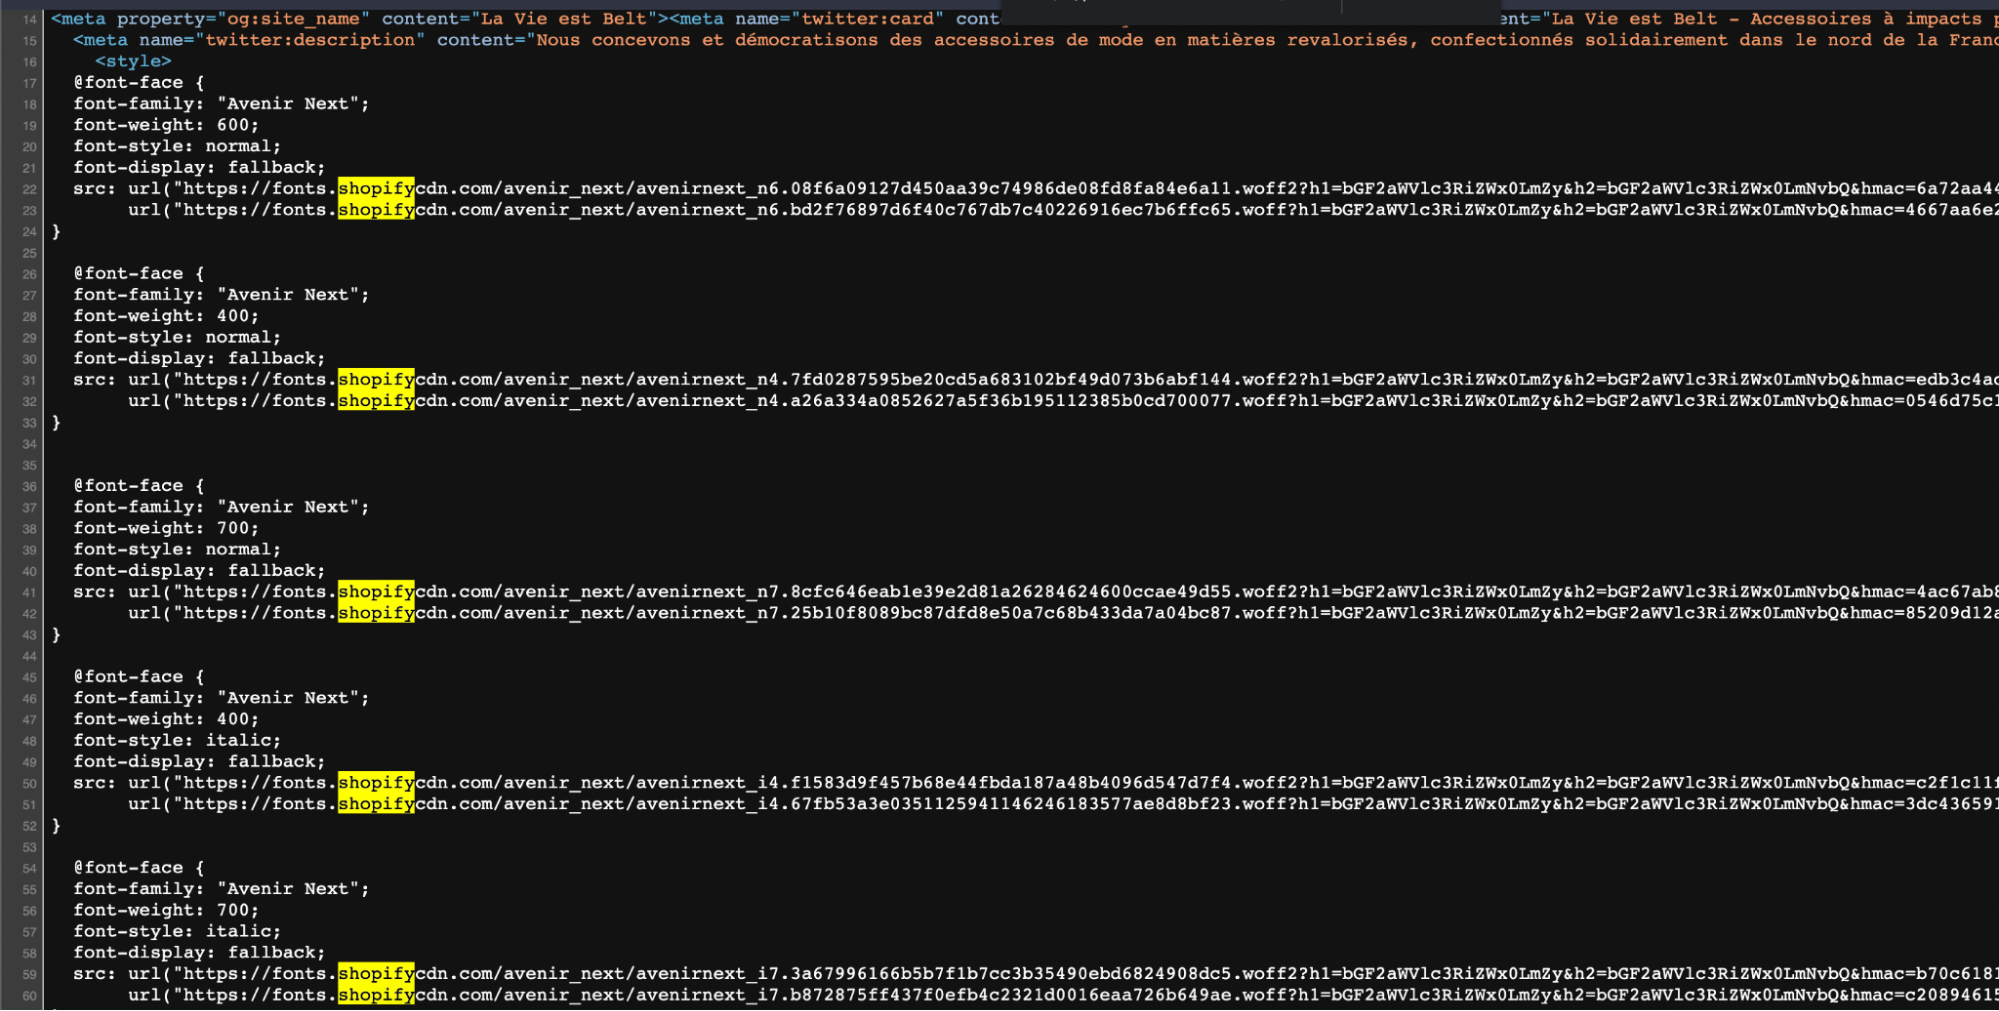 14 <meta property="og:site_name" content="La Vie est Belt"><meta name="twitter:card" cont ent="La Vie est Belt - Accessoires à impacts p
15 <meta name="twitter:description" content="Nous concevons et démocratisons des accessoires de mode en matières revalorisés, confectionnés solidairement dans le nord de la Franc
16 <style>
17 @font-face {
18 font-family: "Avenir Next";
19 font-weight: 600;
20 font-style: normal;
21 font-display: fallback;
22 src: url("https://fonts.shopifycdn.com/avenir_next/avenirnext_n6.08f6a09127d450aa39c74986de08fd8fa84e6a11.woff2?h1=bGF2aWVlc3RiZWx0LmZy&h2=bGF2aWVlc3RiZWx0LmNvbQ&hmac=6a72aa44
23 url("https://fonts.shopifycdn.com/avenir_next/avenirnext_n6.bd2f76897d6f40c767db7c40226916ec7b6ffc65.woff?h1=bGF2aWVlc3RiZWx0LmZy&h2=bGF2aWVlc3RiZWx0LmNvbQ&hmac=4667aa6e2
24 }
25
26 @font-face {
27 font-family: "Avenir Next";
28 font-weight: 400;
29 font-style: normal;
30 font-display: fallback;
31 src: url("https://fonts.shopifycdn.com/avenir_next/avenirnext_n4.7fd0287595be20cd5a683102bf49d073b6abf144.woff2?h1=bGF2aWVlc3RiZWx0LmZy&h2=bGF2aWVlc3RiZWx0LmNvbQ&hmac=edb3c4ac
32 url("https://fonts.shopifycdn.com/avenir_next/avenirnext_n4.a26a334a0852627a5f36b195112385b0cd700077.woff?h1=bGF2aWVlc3RiZWx0LmZy&h2=bGF2aWVlc3RiZWx0LmNvbQ&hmac=0546d75c1
33 }
34
35
36 @font-face {
37 font-family: "Avenir Next";
38 font-weight: 700;
39 font-style: normal;
40 font-display: fallback;
41 src: url("https://fonts.shopifycdn.com/avenir_next/avenirnext_n7.8cfc646eab1e39e2d81a26284624600ccae49d55.woff2?h1=bGF2aWVlc3RiZWx0LmZy&h2=bGF2aWVlc3RiZWx0LmNvbQ&hmac=4ac67ab8
42 url("https://fonts.shopifycdn.com/avenir_next/avenirnext_n7.25b10f8089bc87dfd8e50a7c68b433da7a04bc87.woff?h1=bGF2aWVlc3RiZWx0LmZy&h2=bGF2aWVlc3RiZWx0LmNvbQ&hmac=85209d12a
43 }
44
45 @font-face {
46 font-family: "Avenir Next";
47 font-weight: 400;
48 font-style: italic;
49 font-display: fallback;
50 src: url("https://fonts.shopifycdn.com/avenir_next/avenirnext_i4.f1583d9f457b68e44fbda187a48b4096d547d7f4.woff2?h1=bGF2aWVlc3RiZWx0LmZy&h2=bGF2aWVlc3RiZWx0LmNvbQ&hmac=c2f1c11f
51 url("https://fonts.shopifycdn.com/avenir_next/avenirnext_i4.67fb53a3e0351125941146246183577ae8d8bf23.woff?h1=bGF2aWVlc3RiZWx0LmZy&h2=bGF2aWVlc3RiZWx0LmNvbQ&hmac=3dc436591
52 }
53
54 @font-face {
55 font-family: "Avenir Next";
56 font-weight: 700;
57 font-style: italic;
58 font-display: fallback;
59 src: url("https://fonts.shopifycdn.com/avenir_next/avenirnext_i7.3a67996166b5b7f1b7cc3b35490ebd6824908dc5.woff2?h1=bGF2aWVlc3RiZWx0LmZy&h2=bGF2aWVlc3RiZWx0LmNvbQ&hmac=b70c6181
60 url("https://fonts.shopifycdn.com/avenir_next/avenirnext_i7.b872875ff437f0efb4c2321d0016eaa726b649ae.woff?h1=bGF2aWVlc3RiZWx0LmZy&h2=bGF2aWVlc3RiZWx0LmNvbQ&hmac=c20894615